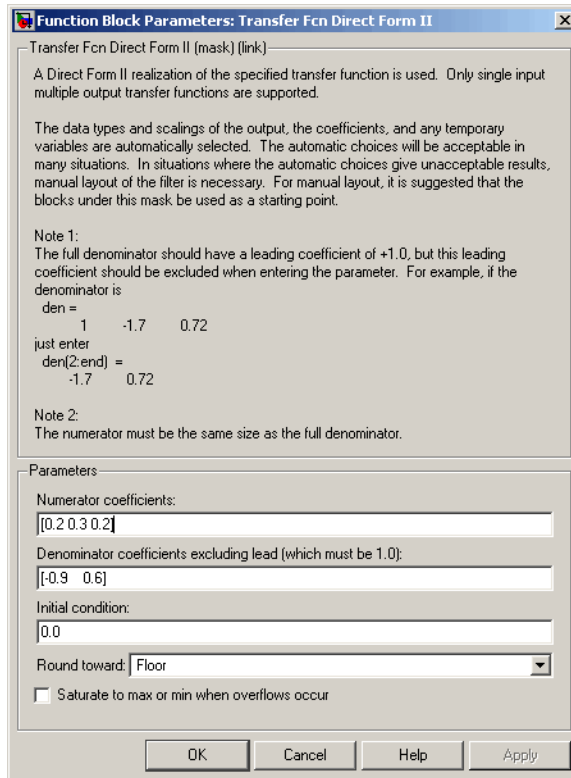 Function Block Parameters: Transfer Fcn Direct Form II
Transfer Fcn Direct Form II (mask) (link)
A Direct Form II realization of the specified transfer function is used.  Only single input
multiple output transfer functions are supported.
The data types and scalings of the output, the coefficients, and any temporary
variables are automatically selected.  The automatic choices will be acceptable in
many situations.  In situations where the automatic choices give unacceptable results,
manual layout of the filter is necessary.  For manual layout, it is suggested that the
blocks under this mask be used as a starting point.
Note 1:
The full denominator should have a leading coefficient of +1.0, but this leading
coefficient should be excluded when entering the parameter.  For example, if the
denominator is
den =
1 -1.7 0.72
just enter
den(2:end) =
-1.7 0.72
Note 2:
The numerator must be the same size as the full denominator.
Parameters
Numerator coefficients:
[0.2 0.3 0.2]
Denominator coefficients excluding lead (which must be 1.0):
[-0.9 0.6]
Initial condition:
0.0
Round toward: Floor
Saturate to max or min when overflows occur
OK Cancel Help Apply